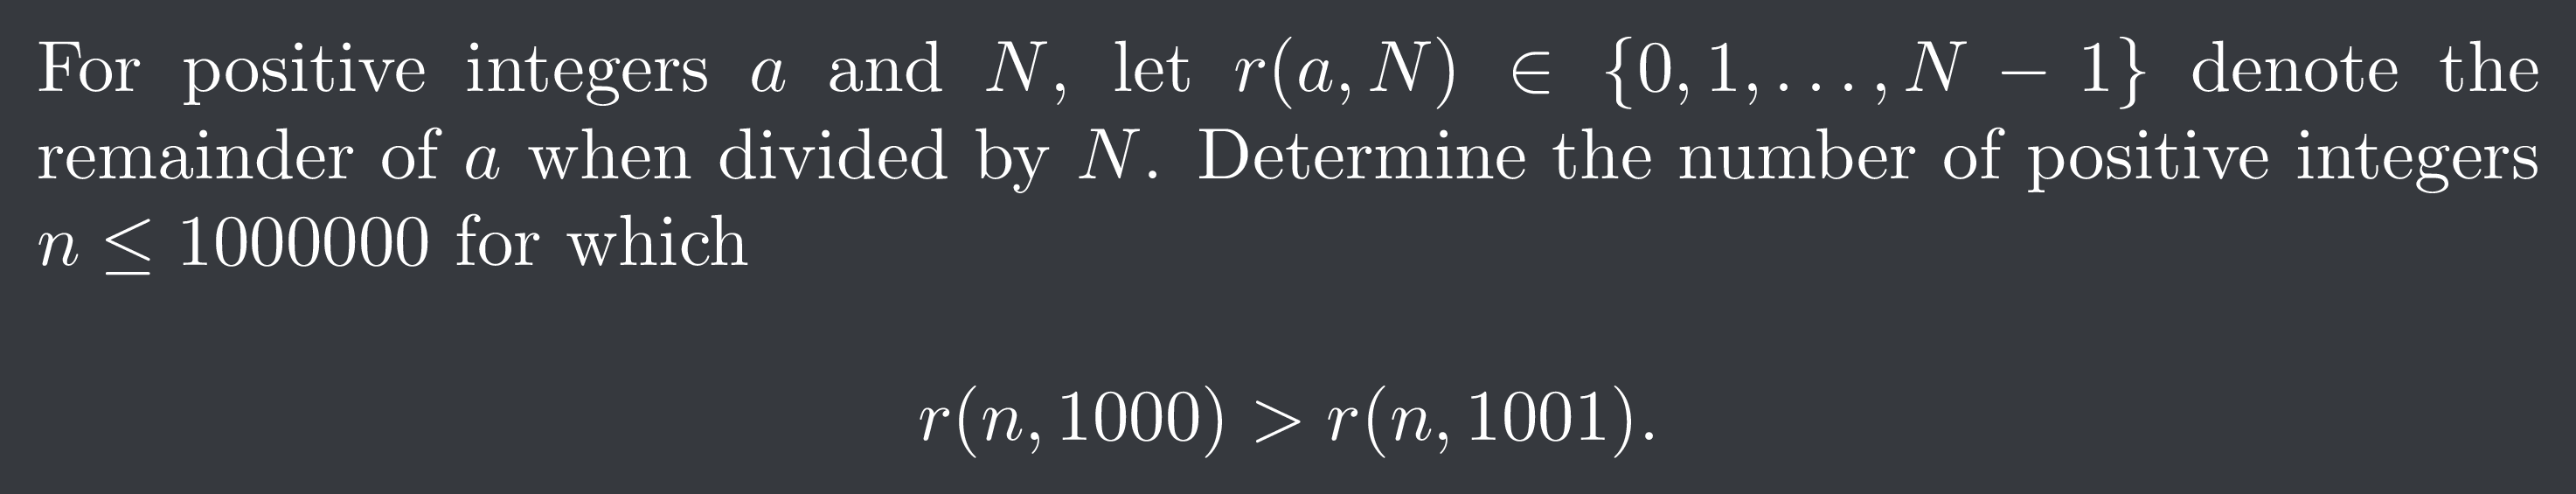 For positive integers a and N, let r(a, N) ∈ {0, 1, . . . , N − 1} denote the
remainder of a when divided by N. Determine the number of positive integers
n ≤ 1000000 for which
r(n, 1000) > r(n, 1001).